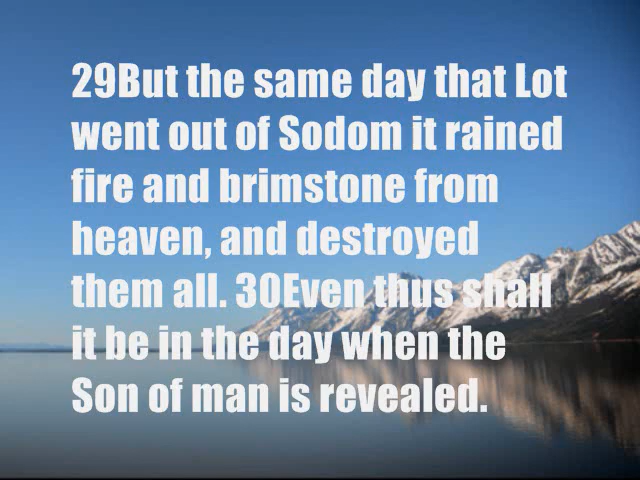 29But the same day that Lot
went out of Sodom it rained
fire and brimstone from
heaven, and destroyed
them all. 30Even thus shall
it be in the day when the
Son of man is revealed.